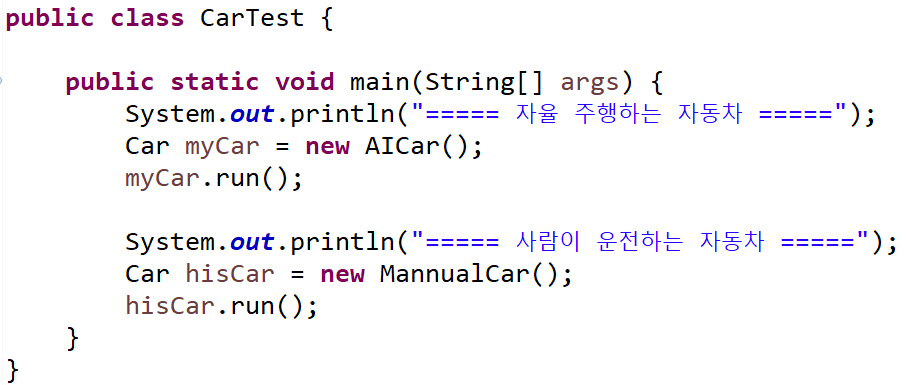 public class CarTest {
public static void main(String[] args) {
System.out.println("===== 자율 주행하는 자동차 =====");
Car myCar = new AICar();
myCar.run();
System.out.println("===== 사람이 운전하는 자동차 =====");
Car hisCar = new MannualCar();
hisCar.run();
}
}